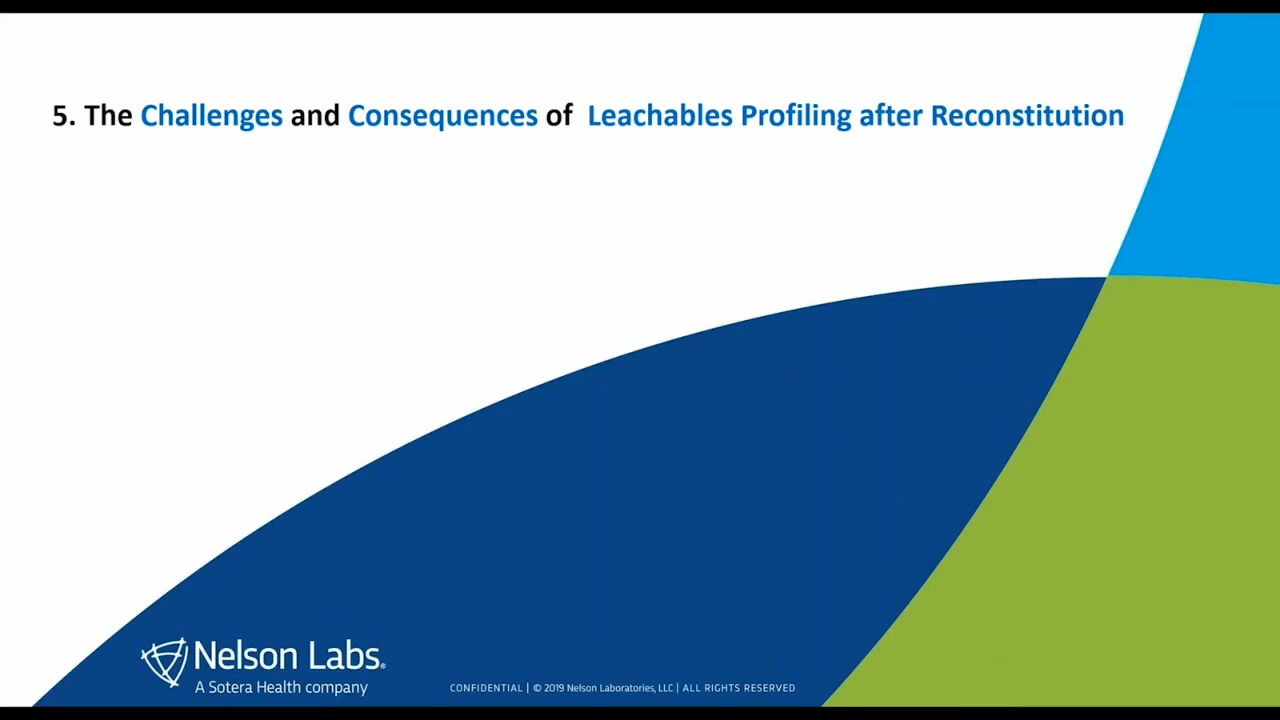 5. The Challenges and Consequences of Leachables Profiling after Reconstitution
Nelson Labs®
A Sotera Health company
CONFIDENTIAL | © 2019 Nelson Laboratories, LLC | ALL RIGHTS RESERVED